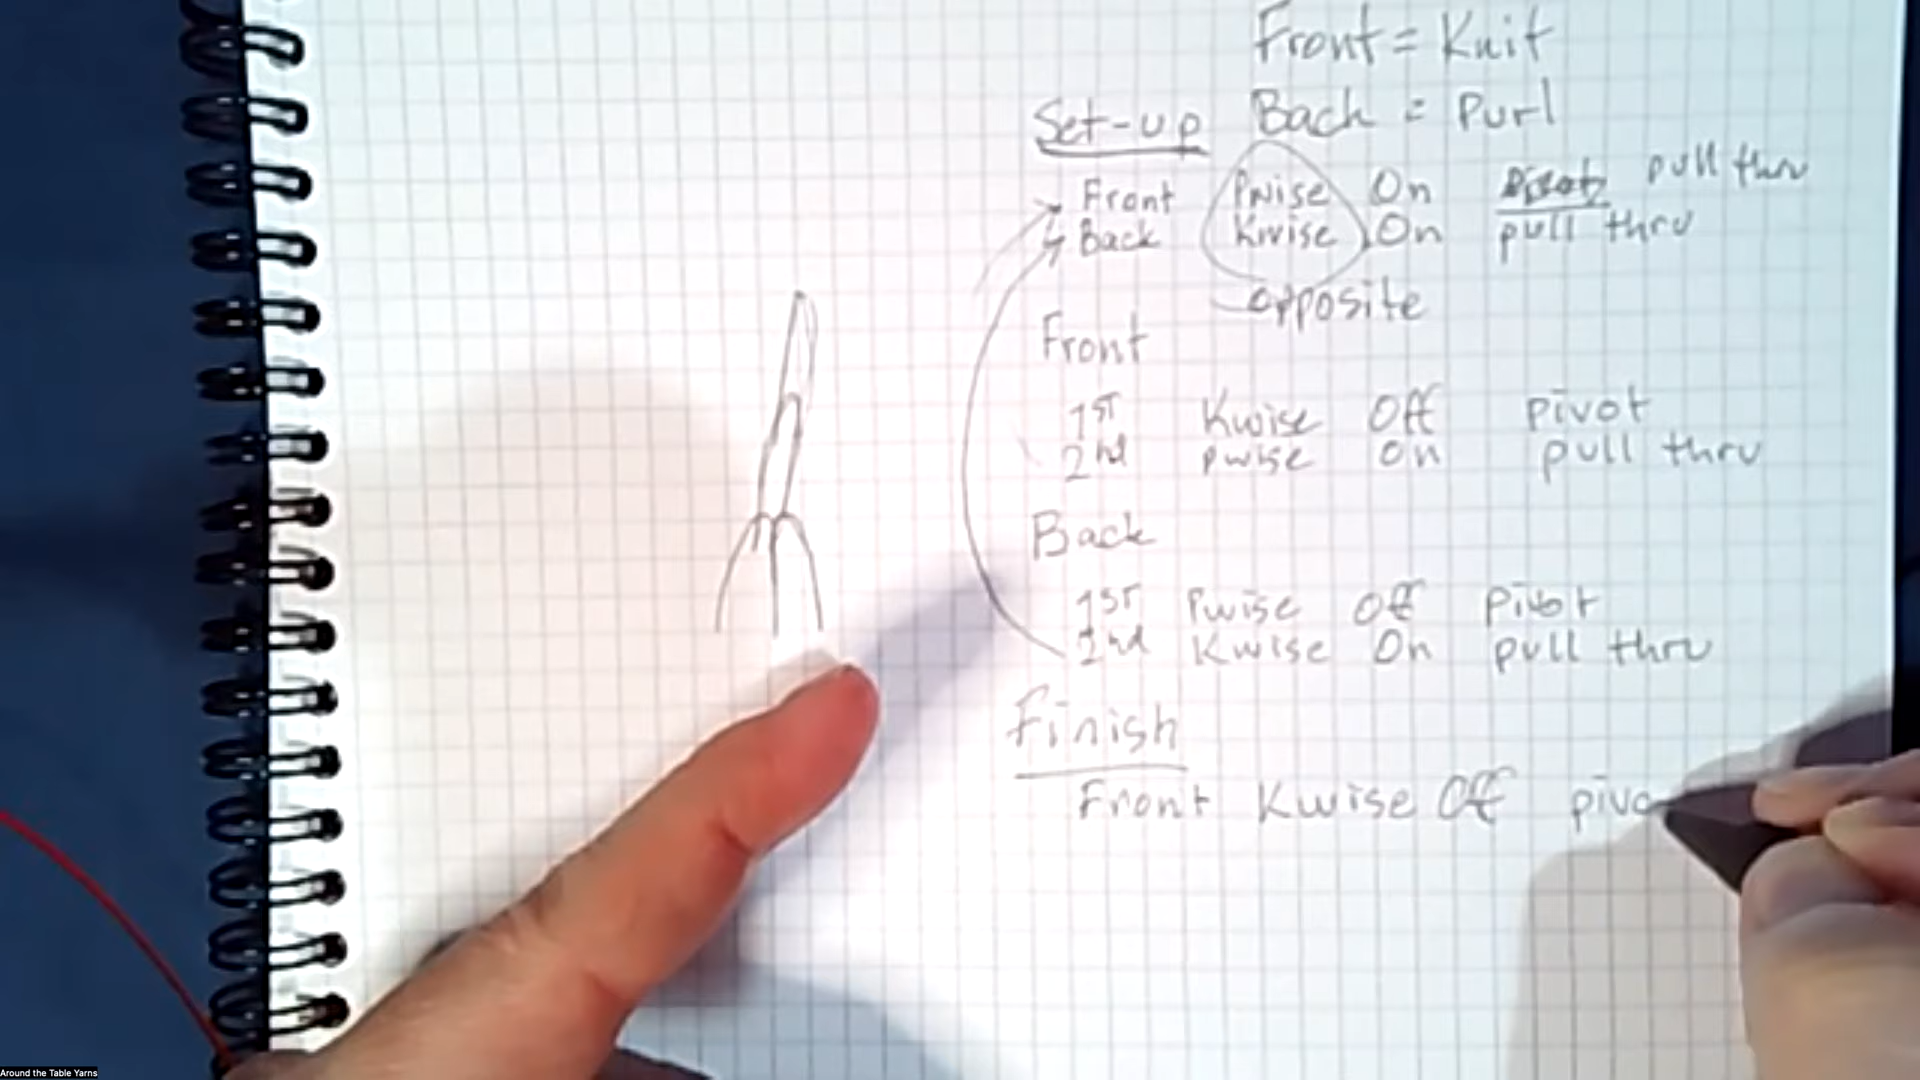 Front = Knit
Set-up Back = Purl
Front Pwise On pull thru
Back Kwise On pull thru
opposite
Front
1st Kwise Off pivot
2nd pwise on pull thru
Back
1st Pwise Off Pivot
2nd Kwise On pull thru
Finish
Front Kwise Off pivo
Around the Table Yarns